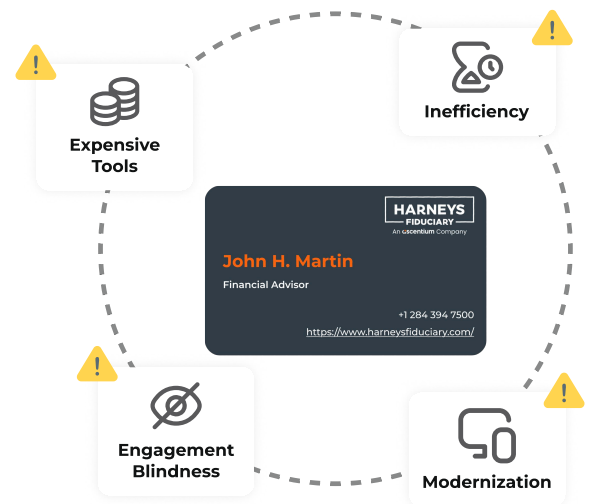 Inefficiency
Expensive
Tools
HARNEYS
FIDUCIARY
An ascentium Company
John H. Martin
Financial Advisor
+1 284 394 7500
https://www.harneysfiduciary.com/
Engagement
Blindness
Modernization